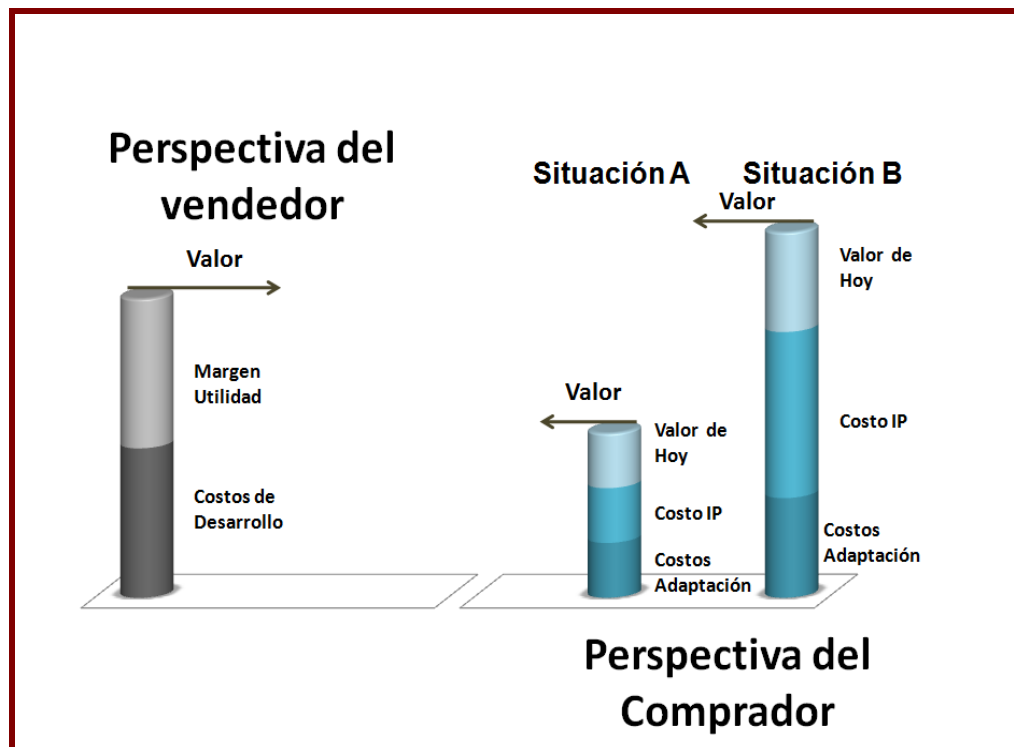 Perspectiva del
vendedor
Valor
Margen
Utilidad
Costos de
Desarrollo
Situación A
Situación B
Valor
Valor de
Hoy
Costo IP
Costos
Adaptación
Valor
Valor de
Hoy
Costo IP
Costos
Adaptación
Perspectiva del
Comprador